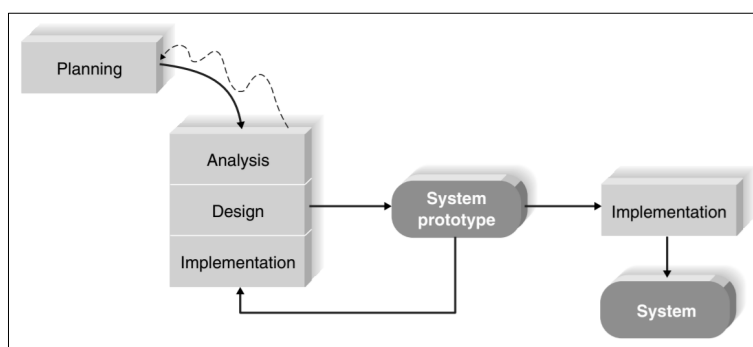 Planning
Analysis
Design
Implementation
System
prototype
Implementation
System